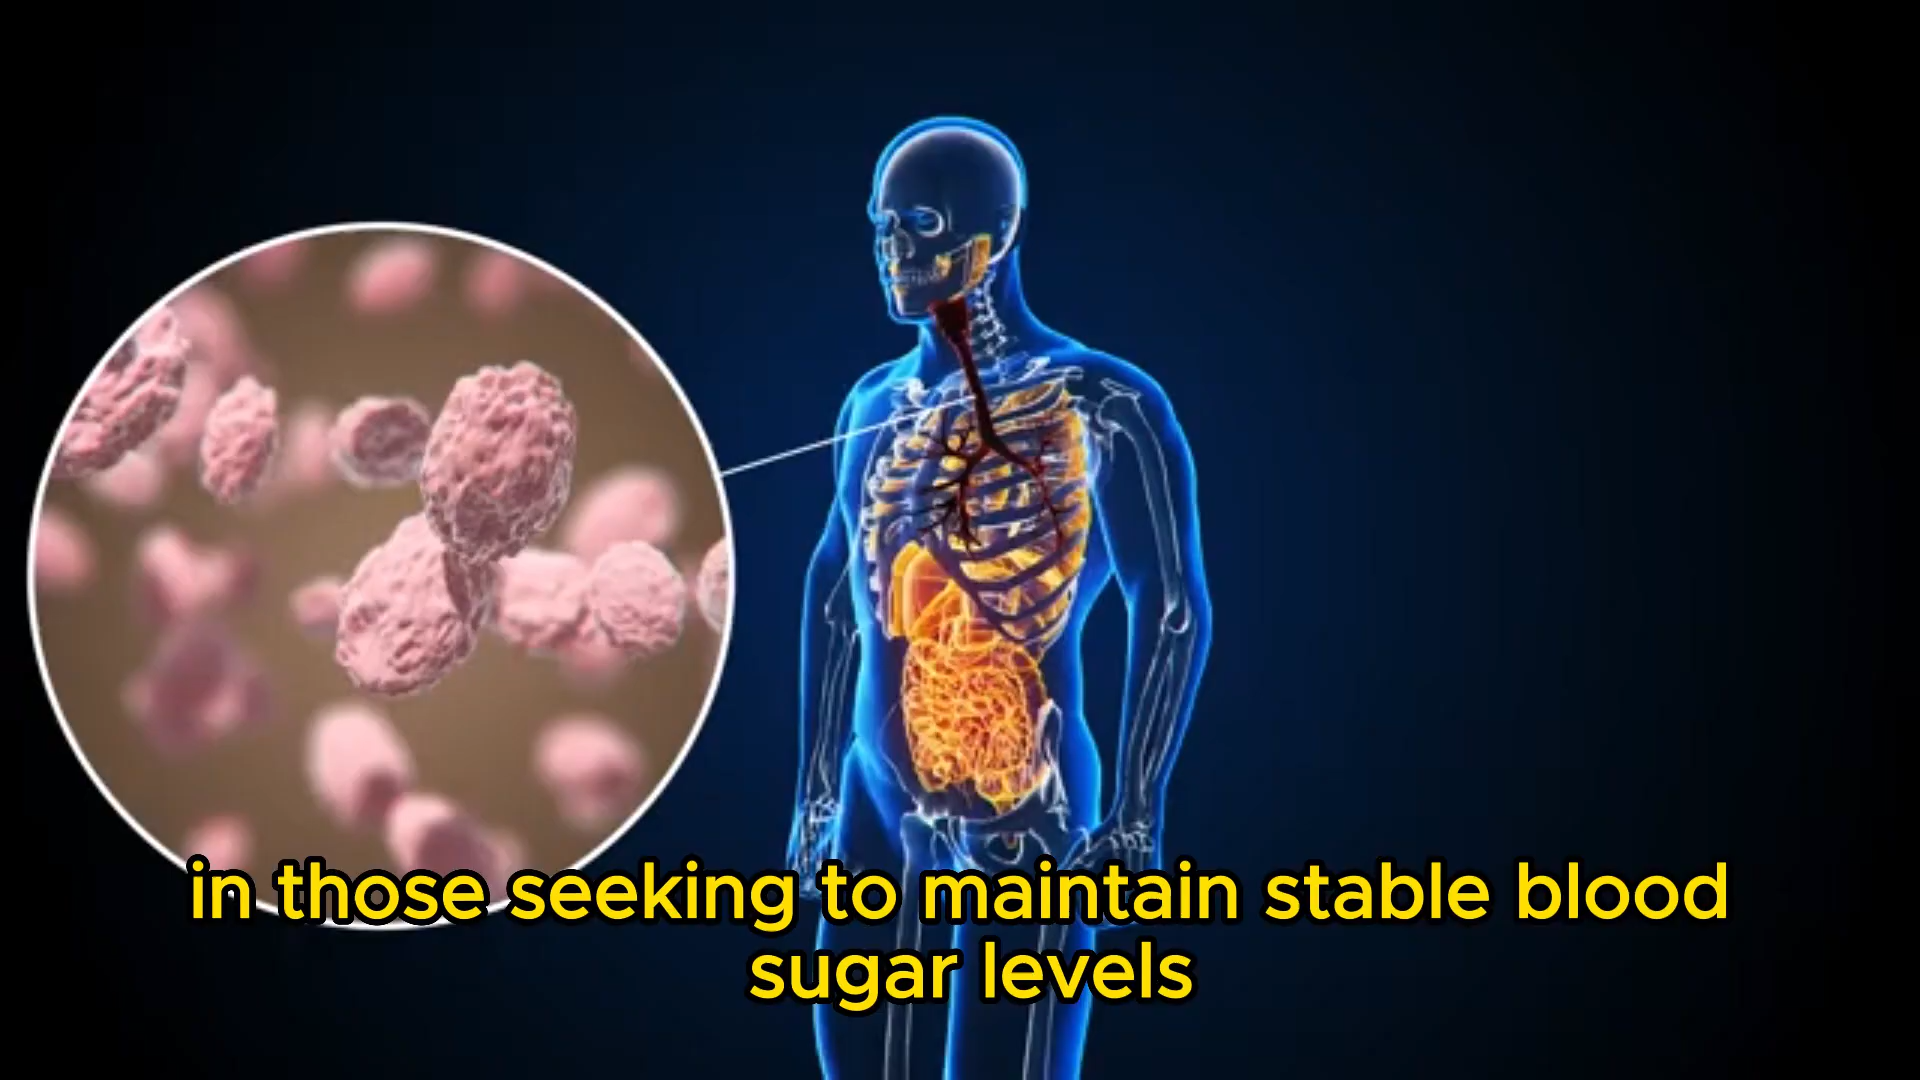 in those seeking to maintain stable blood
sugar levels